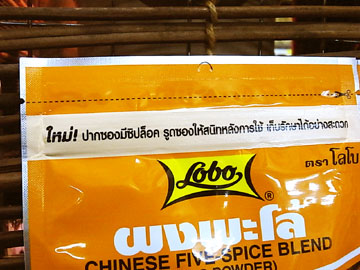 ใหม่! ปากซองมีซิปล็อค รูดซองให้สนิทหลังการใช้ เก็บรักษาได้อย่างสะดวก
ตราโลโบ
Lobo
®
ผงพะโล้
CHINESE FIVE SPICE BLEND
POWDER)